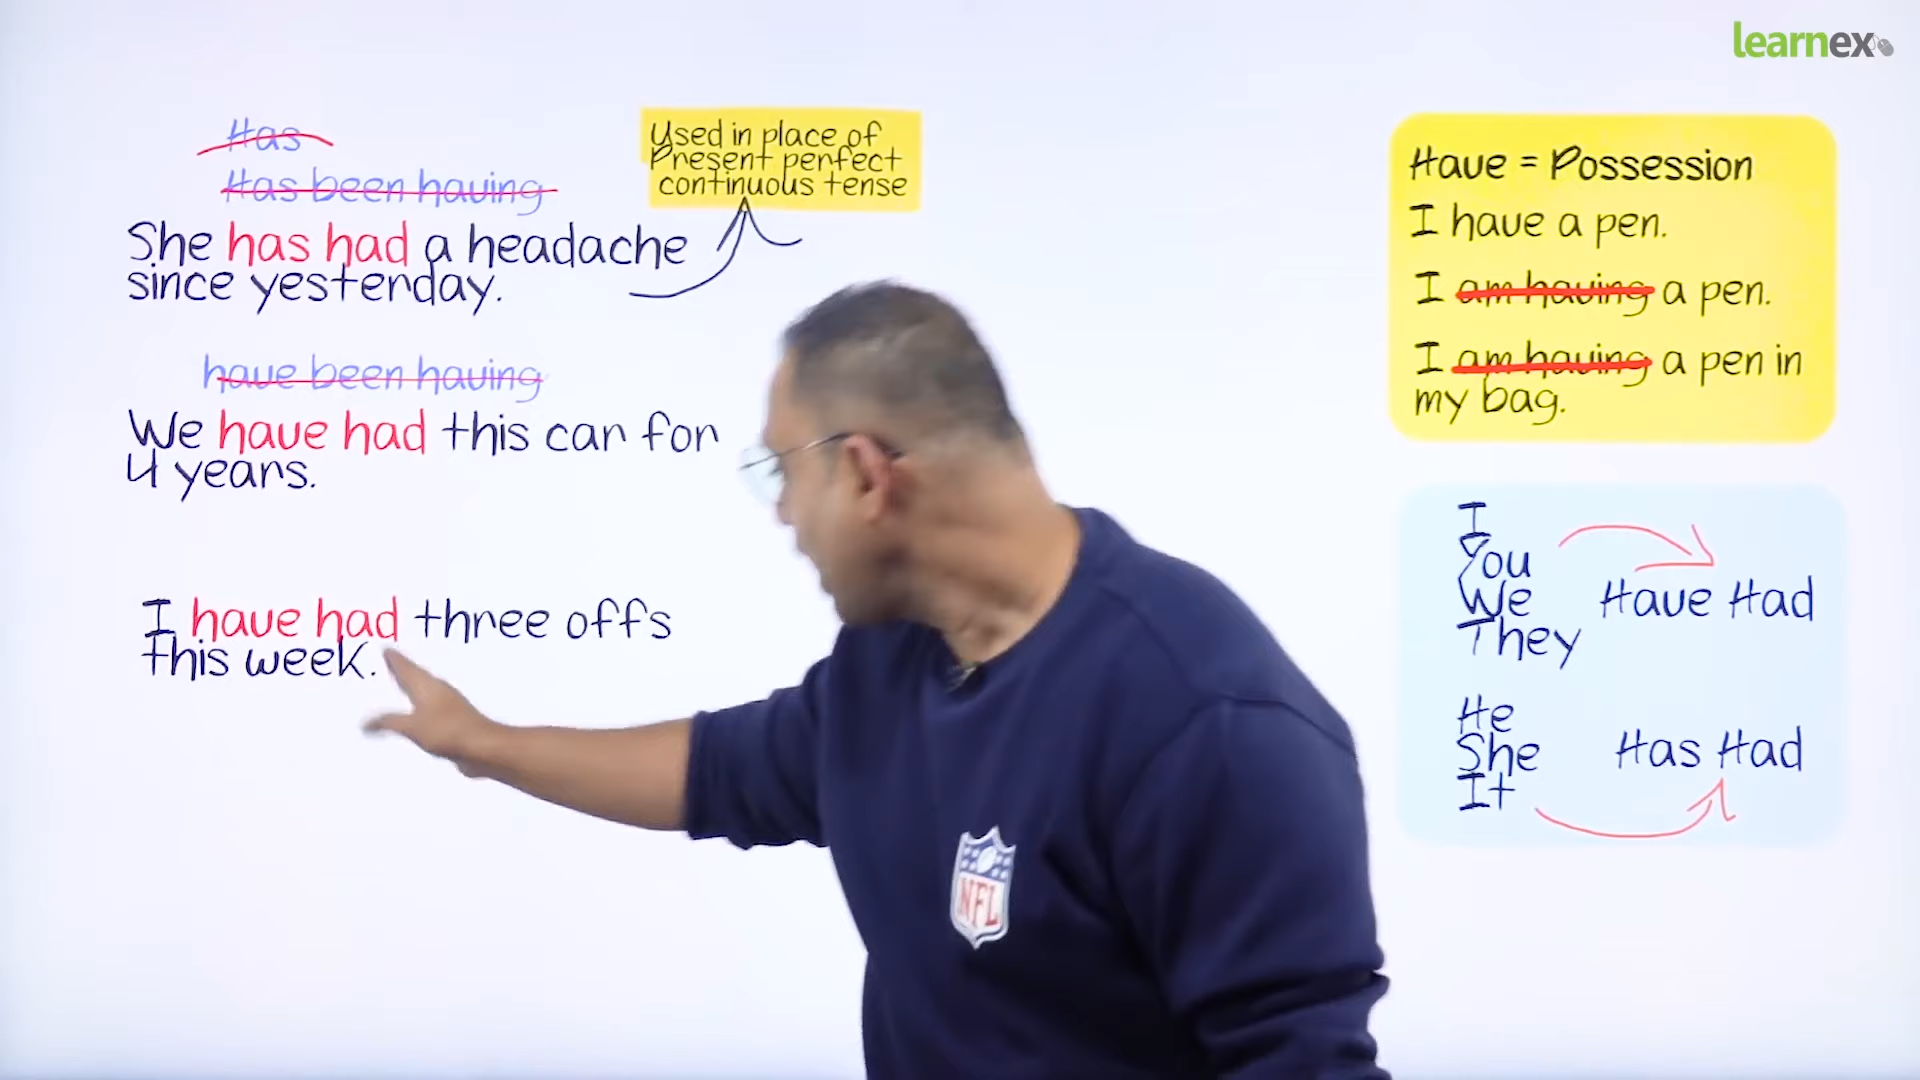 learnex
Has
Has been having
She has had a headache
since yesterday.
Used in place of
Present perfect
continuous tense
have been having
We have had this car for
4 years.
I have had three offs
This week.
Have = Possession
I have a pen.
I am having a pen.
I am having a pen in
my bag.
I
You
We
They
Have Had
He
She
It
Has Had
NFL